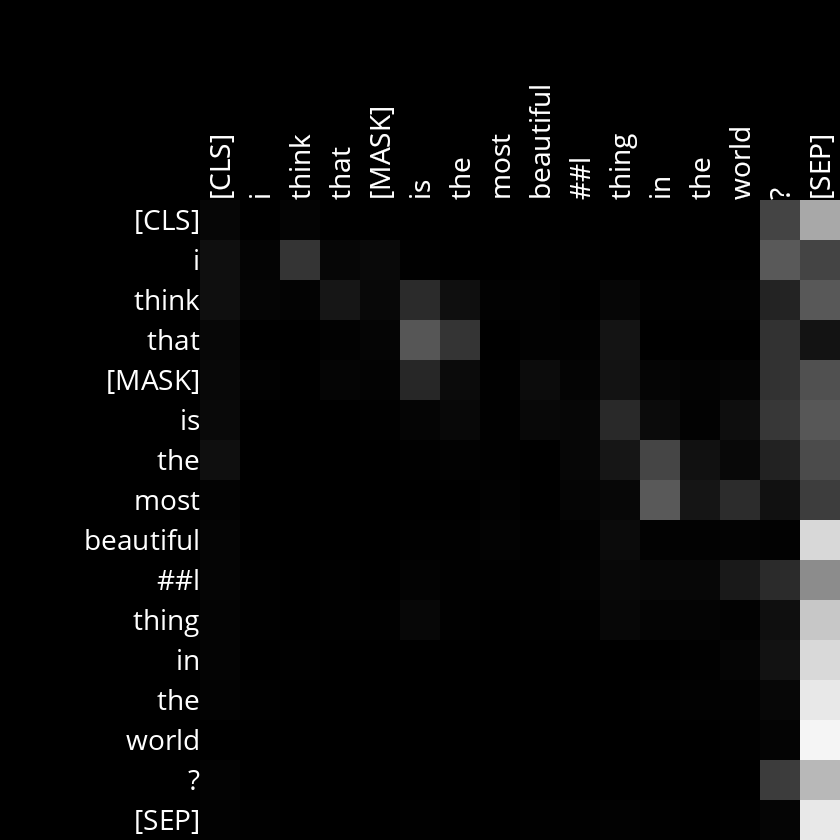 [CLS] i think that [MASK] is the most beautiful ##l thing in the world ? [SEP]
[CLS]
i
think
that
[MASK]
is
the
most
beautiful
##l
thing
in
the
world
?
[SEP]